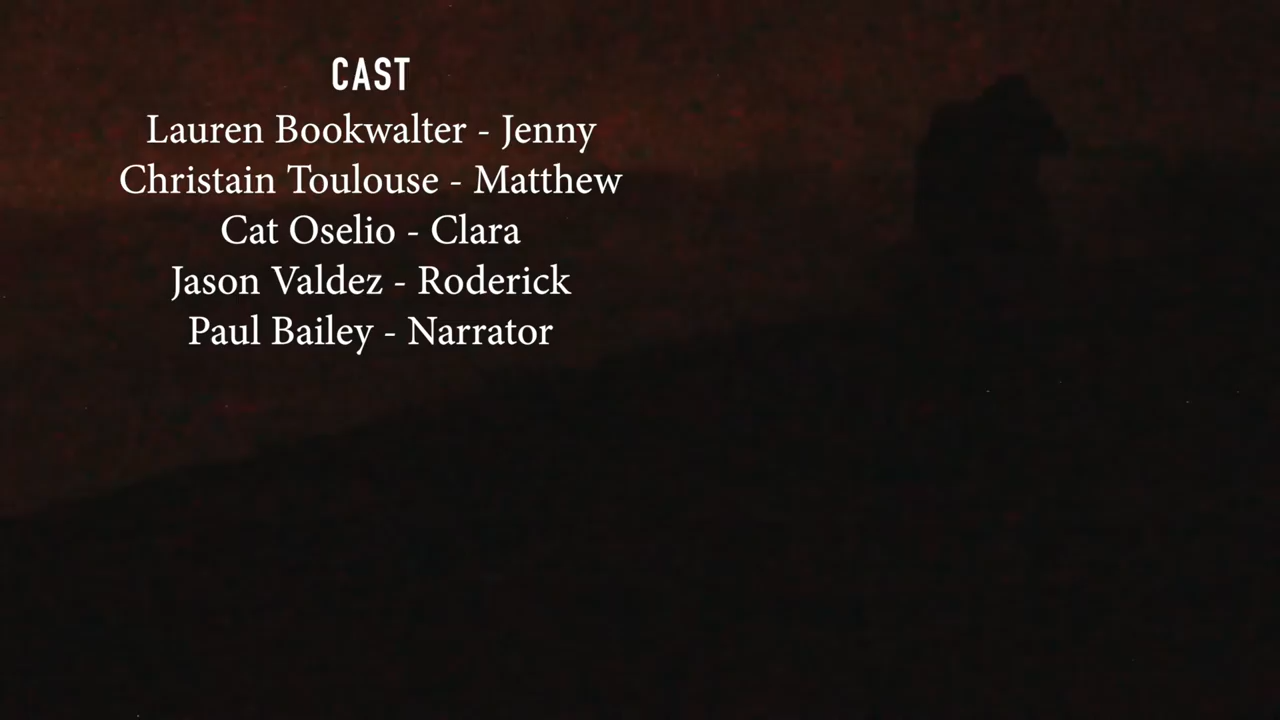 CAST
Lauren Bookwalter - Jenny
Christain Toulouse - Matthew
Cat Oselio - Clara
Jason Valdez - Roderick
Paul Bailey - Narrator